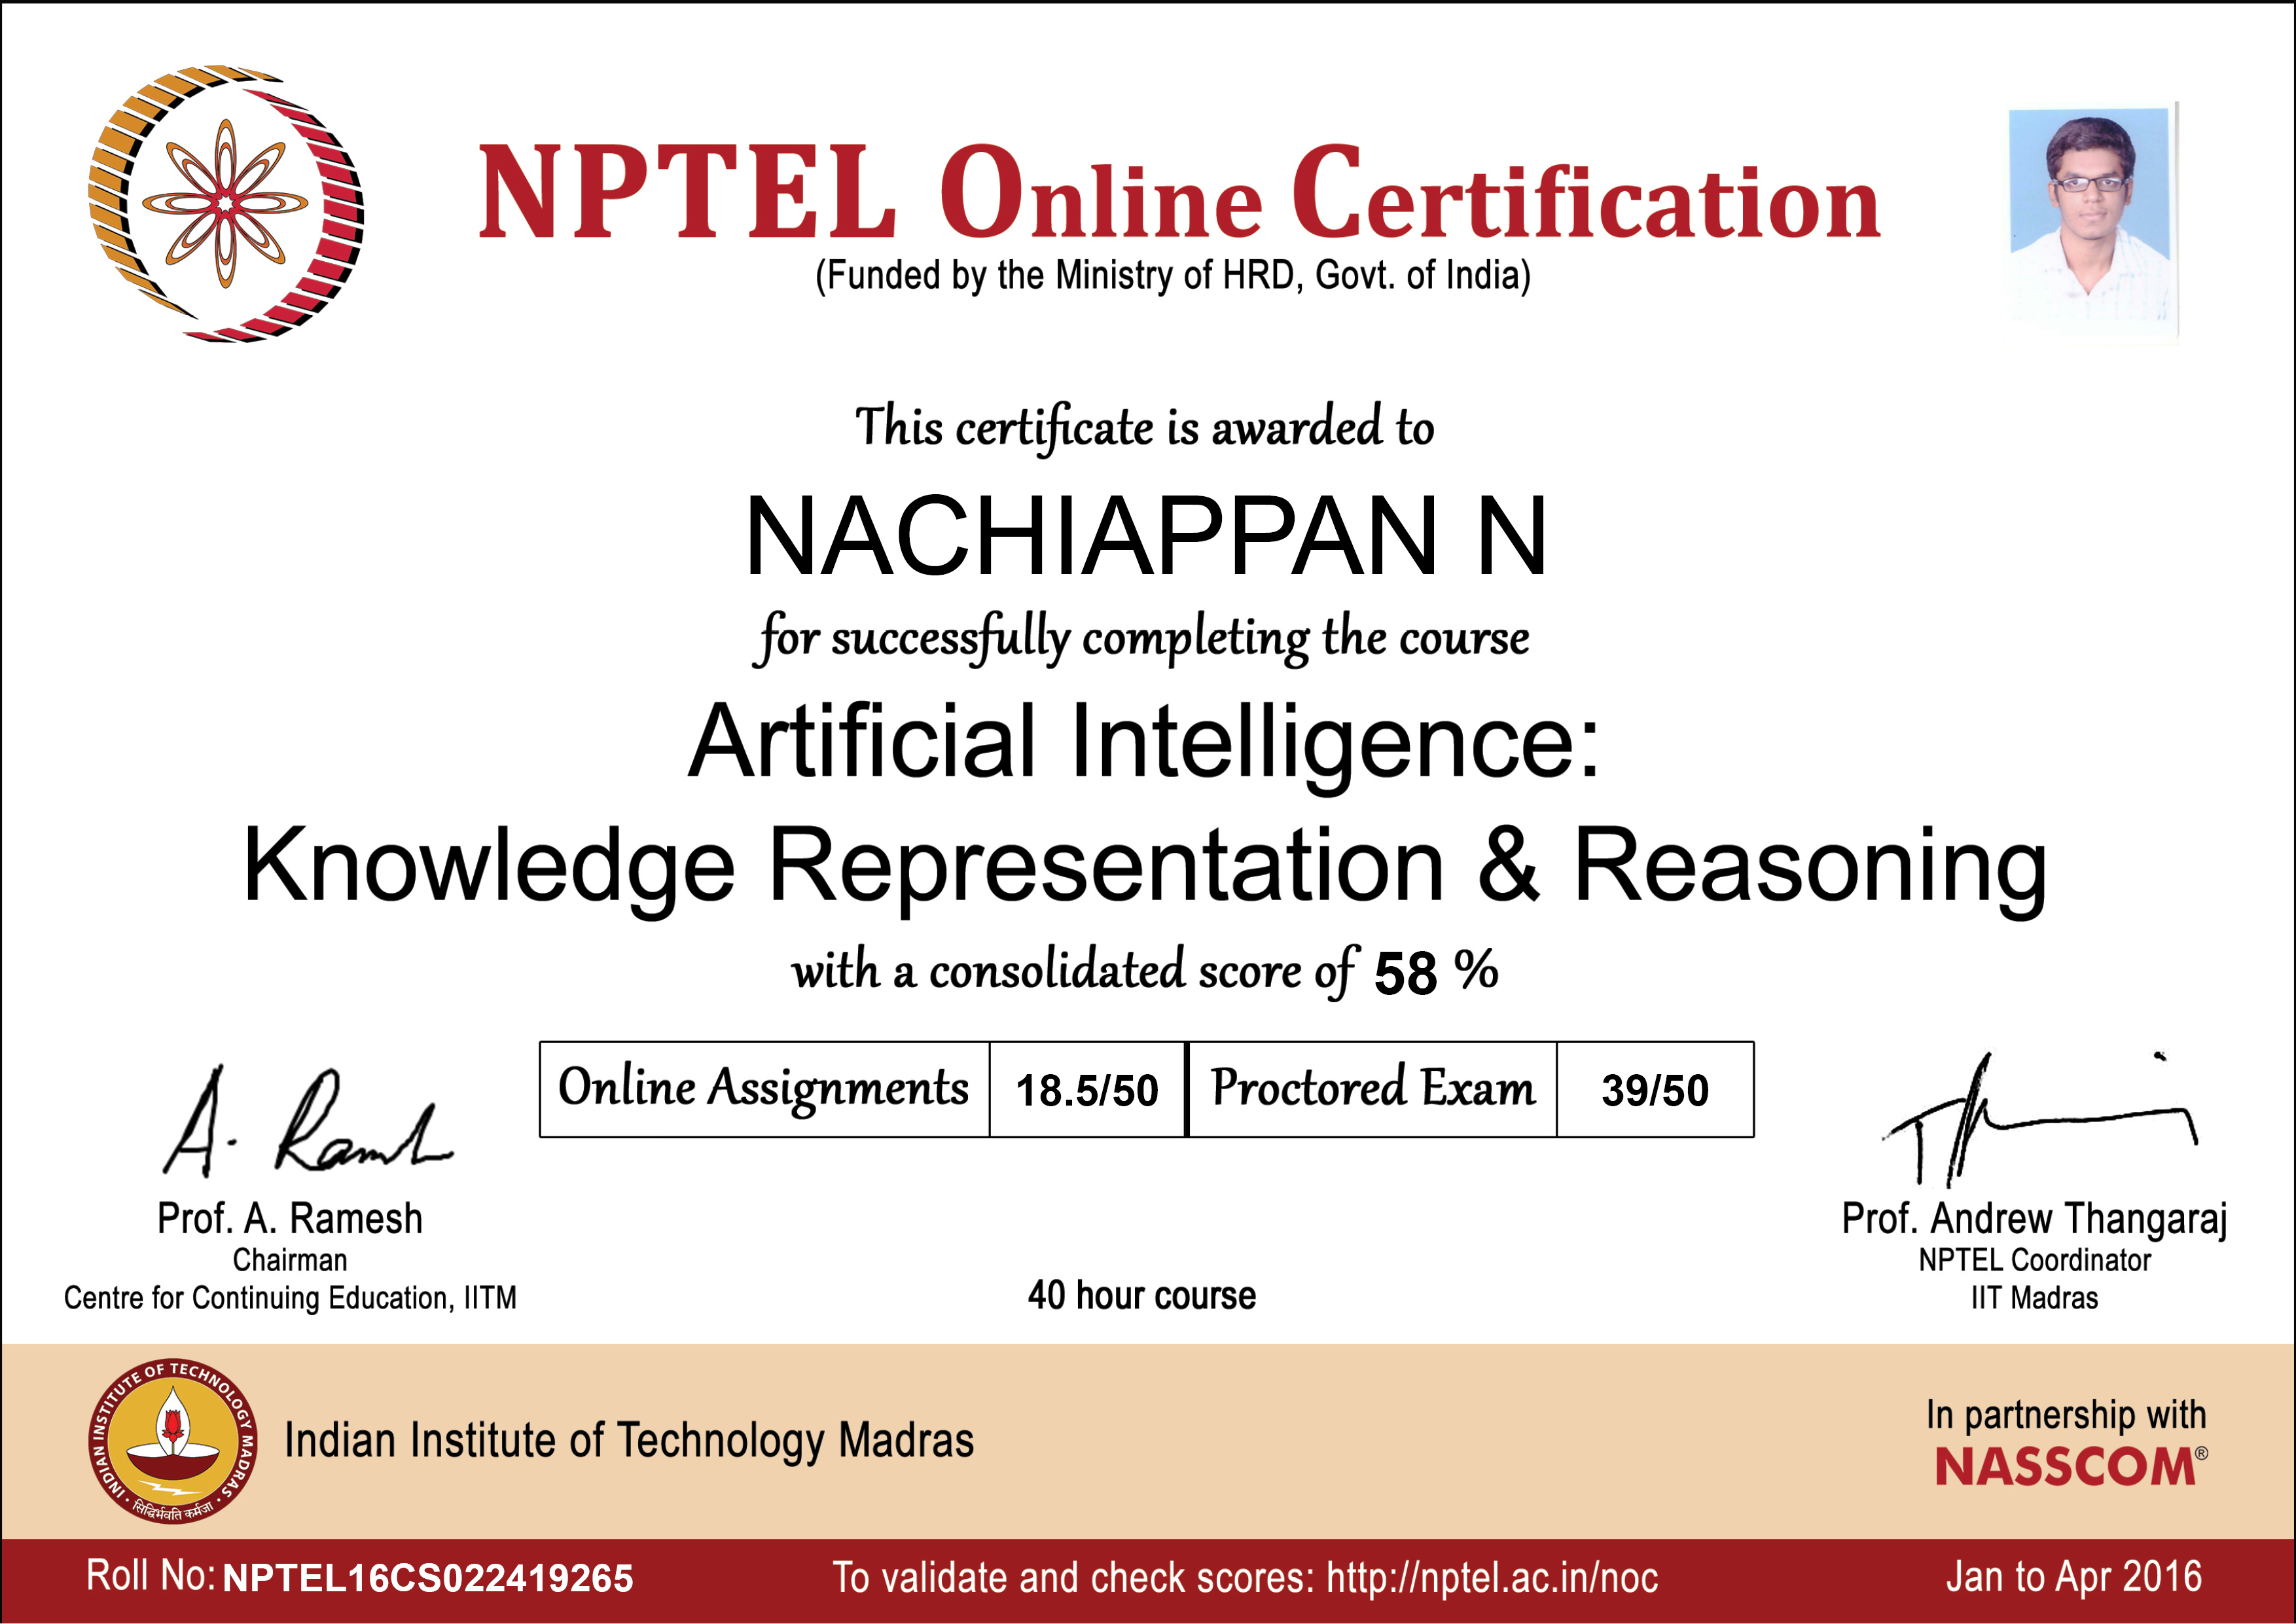 NPTEL Online Certification
(Funded by the Ministry of HRD, Govt. of India)
This certificate is awarded to
NACHIAPPAN N
for successfully completing the course
Artificial Intelligence:
Knowledge Representation & Reasoning
with a consolidated score of 58 %
Online Assignments 18.5/50 Proctored Exam 39/50
A. Ramesh
Prof. A. Ramesh
Chairman
Centre for Continuing Education, IITM
40 hour course
Prof. Andrew Thangaraj
NPTEL Coordinator
IIT Madras
INDIAN INSTITUTE OF TECHNOLOGY MADRAS
सिद्धिर्भवति कर्मजा
Indian Institute of Technology Madras
In partnership with
NASSCOM®
Roll No: NPTEL16CS022419265
To validate and check scores: http://nptel.ac.in/noc
Jan to Apr 2016